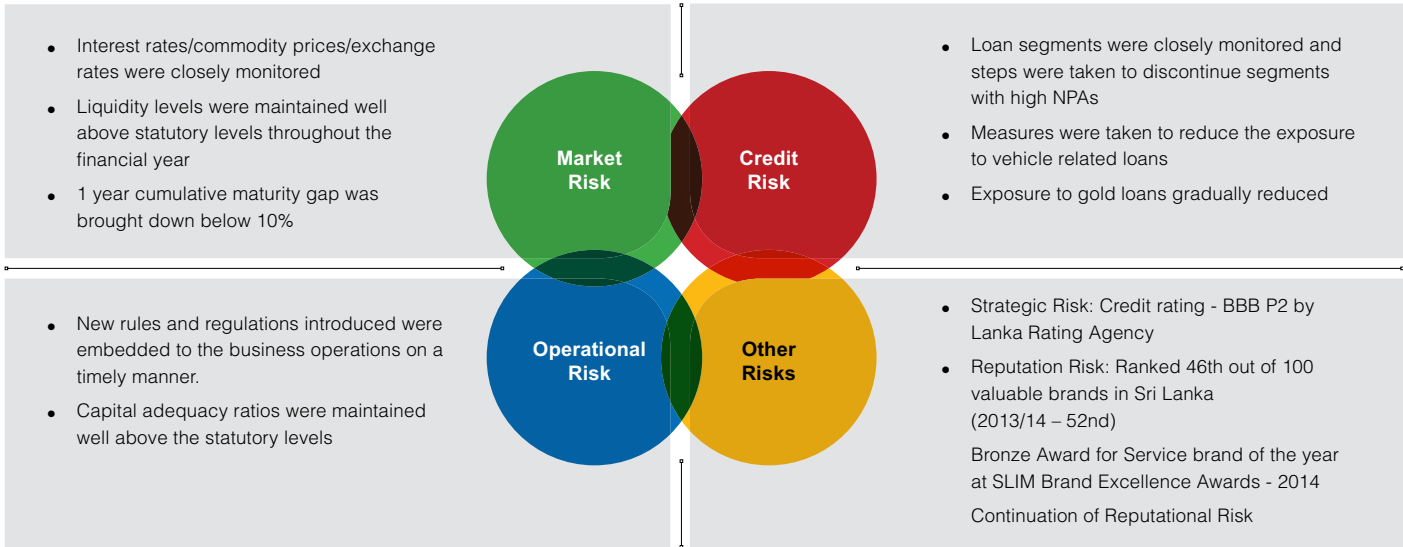 Interest rates/commodity prices/exchange
rates were closely monitored
Liquidity levels were maintained well
above statutory levels throughout the
financial year
1 year cumulative maturity gap was
brought down below 10%
Market
Risk
Credit
Risk
Loan segments were closely monitored and
steps were taken to discontinue segments
with high NPAs
Measures were taken to reduce the exposure
to vehicle related loans
Exposure to gold loans gradually reduced
New rules and regulations introduced were
embedded to the business operations on a
timely manner.
Capital adequacy ratios were maintained
well above the statutory levels
Operational
Risk
Other
Risks
Strategic Risk: Credit rating - BBB P2 by
Lanka Rating Agency
Reputation Risk: Ranked 46th out of 100
valuable brands in Sri Lanka
(2013/14 – 52nd)
Bronze Award for Service brand of the year
at SLIM Brand Excellence Awards - 2014
Continuation of Reputational Risk